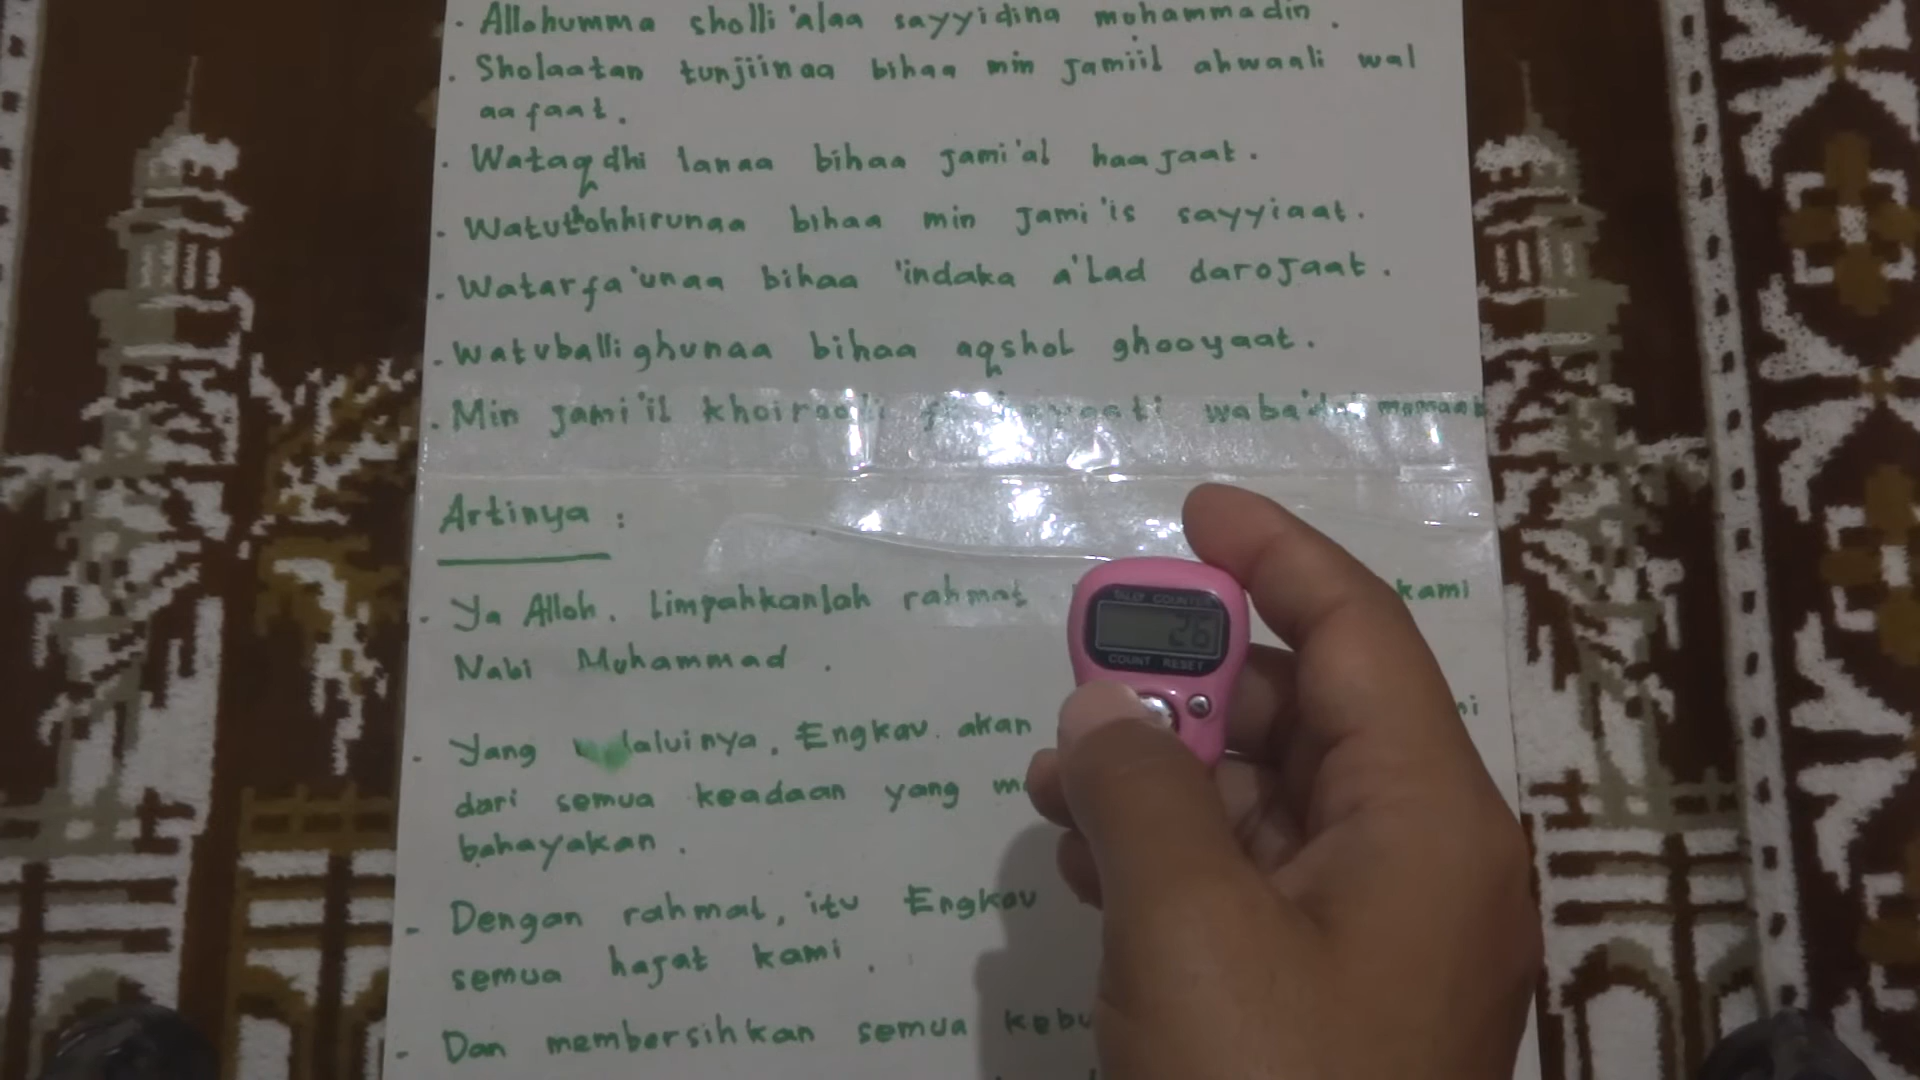 · Allohumma sholli 'alaa sayyidina mohammadin .
· Sholaatan tunjiinaa bihaa min jamiil ahwaali wal
aafaat .
· Wataqdhi lanaa bihaa jami'al haajaat .
· Watuthohhirunaa bihaa min jami'is sayyiaat .
· Watarfa'unaa bihaa 'indaka a'Lad darojaat .
· Watuballighunaa bihaa aqshol ghooyaat .
· Min jami'il
Artinya :
- Ya Alloh, Limpahkanlah rahmat kami
Nabi Muhammad .
- Yang laluinya, Engkau akan
dari semua keadaan yang
bahayakan .
- Dengan rahmat, itu Engkau
semua hajat kami .
- Dan membersihkan semua
TALLY COUNTER
26
COUNT RESET